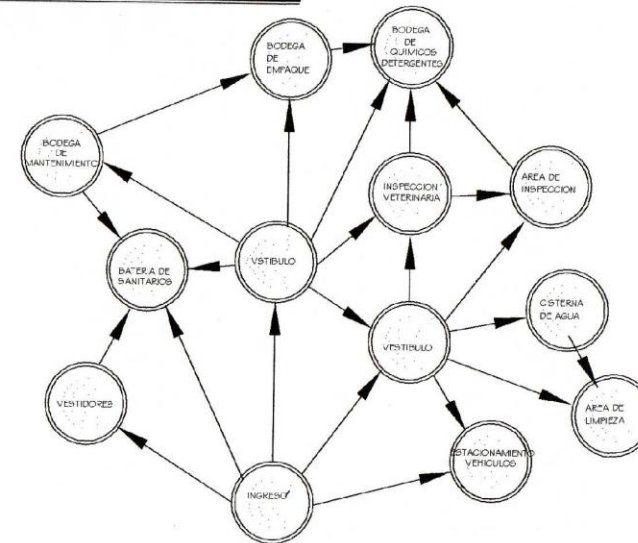 BODEGA
DE
EMPAQUE
BODEGA
DE
QUIMICOS
DETERGENTES
BODEGA
DE
MANTENIMIENTO
INSPECCION
VETERINARIA
AREA DE
INSPECCION
VSTIBULO
BATERIA DE
SANITARIOS
CISTERNA
DE AGUA
VESTIBULO
VESTIDORES
AREA DE
LIMPIEZA
ESTACIONAMIENTO
VEHICULOS
INGRESO